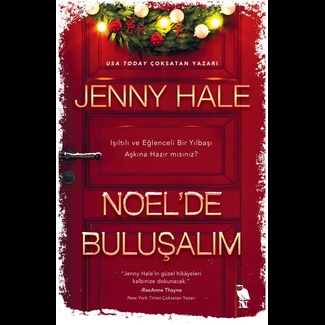 USA TODAY ÇOKSATAN YAZARI
JENNY HALE
Işıltılı ve Eğlenceli Bir Yılbaşı
Aşkına Hazır mısınız?
NOEL'DE
BULUŞALIM
"Jenny Hale'in güzel hikâyeleri
kalbinize dokunacak."
-RaeAnne Thayne
New York Times Çoksatan Yazarı